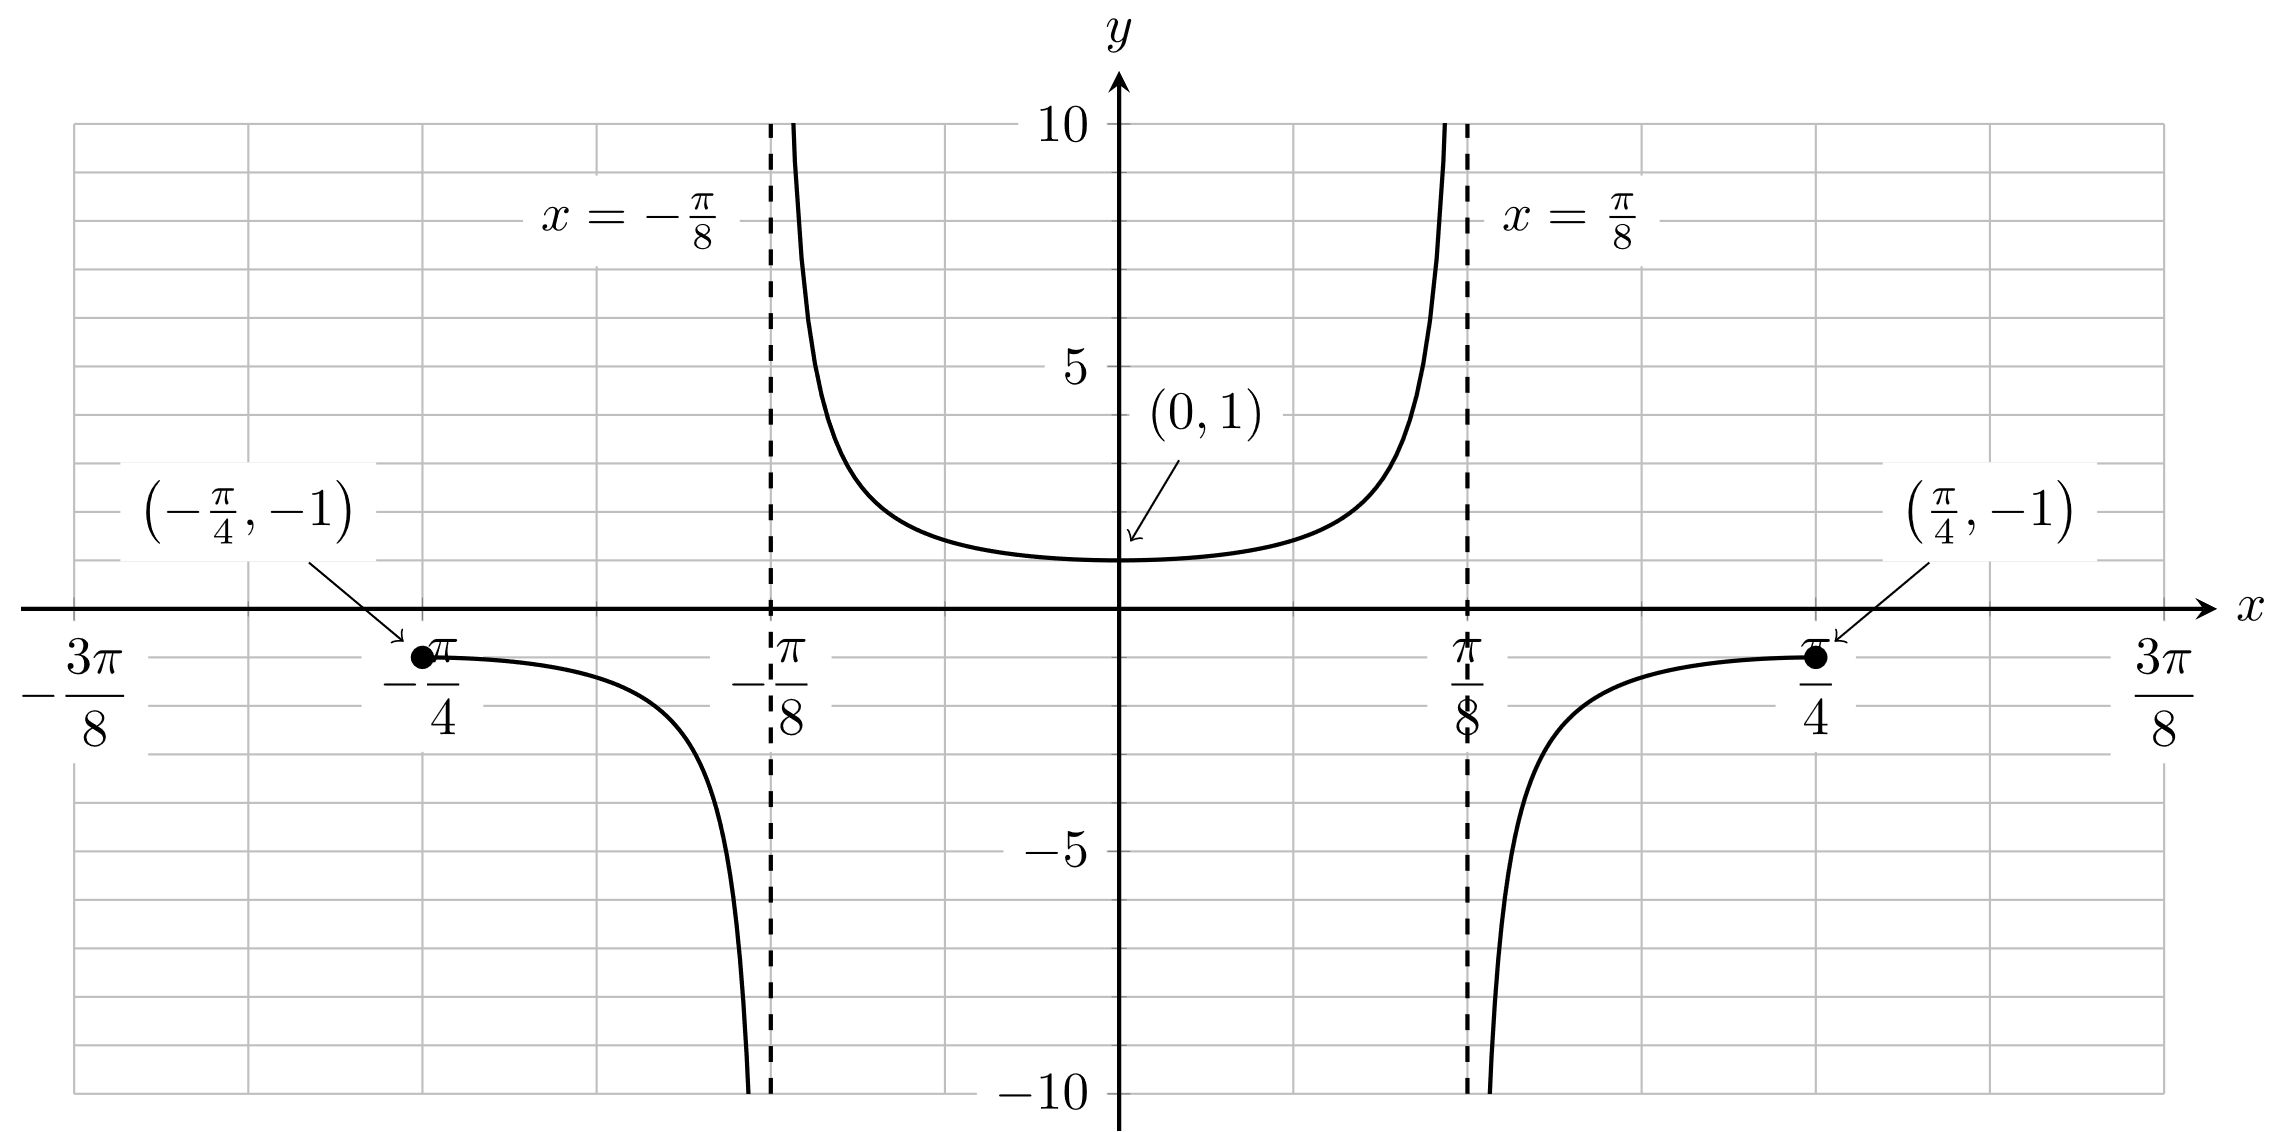 y
10
x = −π/8
x = π/8
5
(0, 1)
(−π/4, −1)
(π/4, −1)
x
−3π/8
−π/4
−π/8
π/8
π/4
3π/8
−5
−10